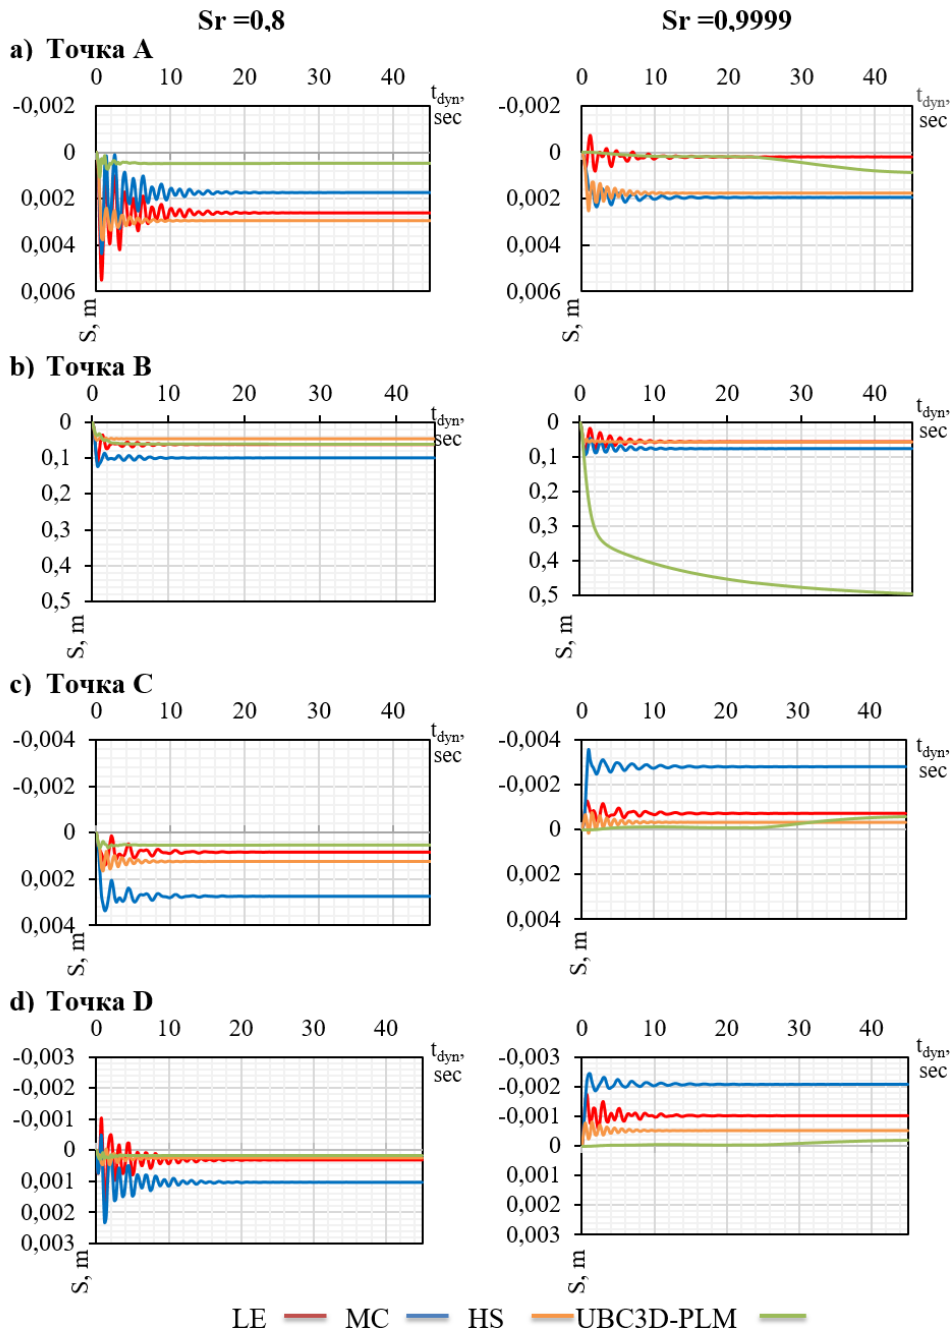 Sr =0,8 Sr =0,9999
a) Точка A
0 10 20 30 40 0 10 20 30 40
-0,002 t_dyn, sec -0,002 t_dyn, sec
0 0
0,002 0,002
0,004 0,004
0,006 0,006
S, m S, m
b) Точка B
0 10 20 30 40 0 10 20 30 40
0 t_dyn, sec 0 t_dyn, sec
0,1 0,1
0,2 0,2
0,3 0,3
0,4 0,4
0,5 0,5
S, m S, m
c) Точка C
0 10 20 30 40 0 10 20 30 40
-0,004 t_dyn, sec -0,004 t_dyn, sec
-0,002 -0,002
0 0
0,002 0,002
0,004 0,004
S, m S, m
d) Точка D
0 10 20 30 40 0 10 20 30 40
-0,003 t_dyn, sec -0,003 t_dyn, sec
-0,002 -0,002
-0,001 -0,001
0 0
0,001 0,001
0,002 0,002
0,003 0,003
S, m S, m
LE MC HS UBC3D-PLM